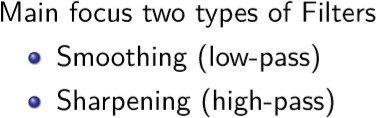 Main focus two types of Filters
Smoothing (low-pass)
Sharpening (high-pass)